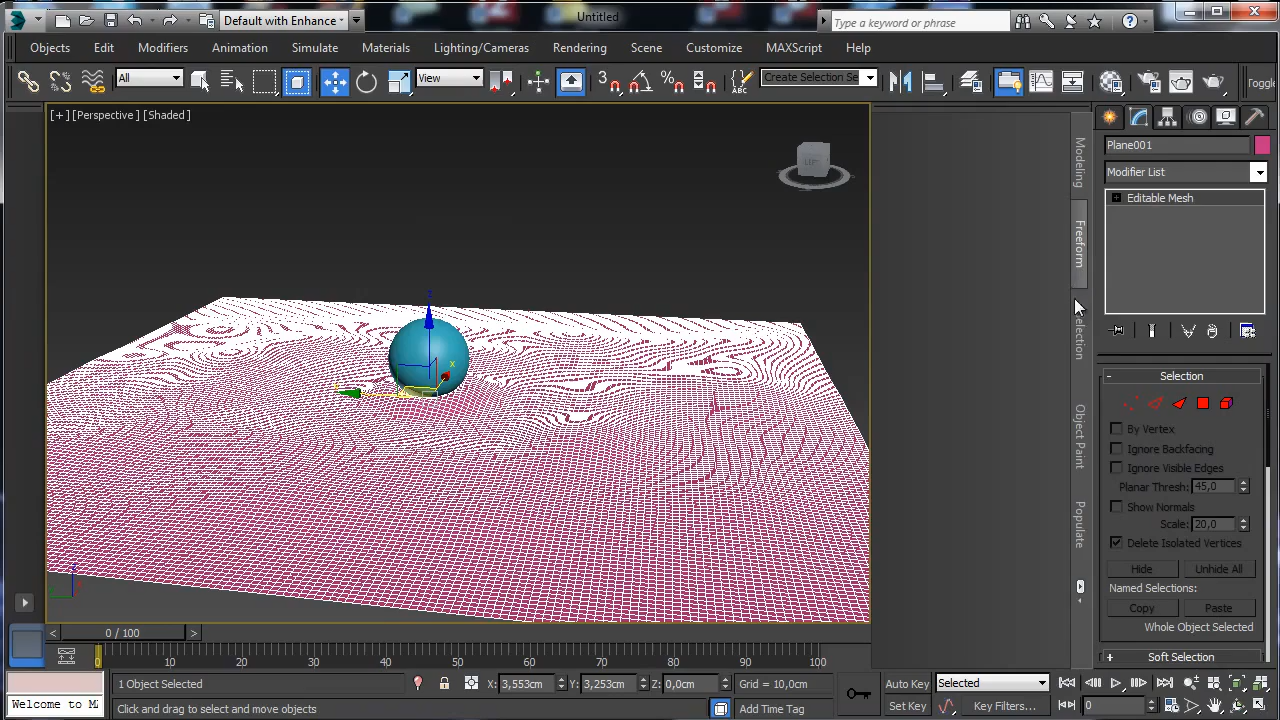 Default with Enhance
Untitled
Type a keyword or phrase
Objects Edit Modifiers Animation Simulate Materials Lighting/Cameras Rendering Scene Customize MAXScript Help
All View 3 % ABC Create Selection Se Toggle
[+] [Perspective] [Shaded]
LEFT
z
x
Modeling
Freeform
Selection
Object Paint
Populate
Plane001
Modifier List
Editable Mesh
- Selection
By Vertex
Ignore Backfacing
Ignore Visible Edges
Planar Thresh: 45,0
Show Normals
Scale: 20,0
Delete Isolated Vertices
Hide Unhide All
Named Selections:
Copy Paste
Whole Object Selected
+ Soft Selection
z
< 0 / 100 >
0 10 20 30 40 50 60 70 80 90 100
1 Object Selected X: 3,553cm Y: 3,253cm Z: 0,0cm Grid = 10,0cm Auto Key Selected
Welcome to M Click and drag to select and move objects Add Time Tag Set Key Key Filters... 0